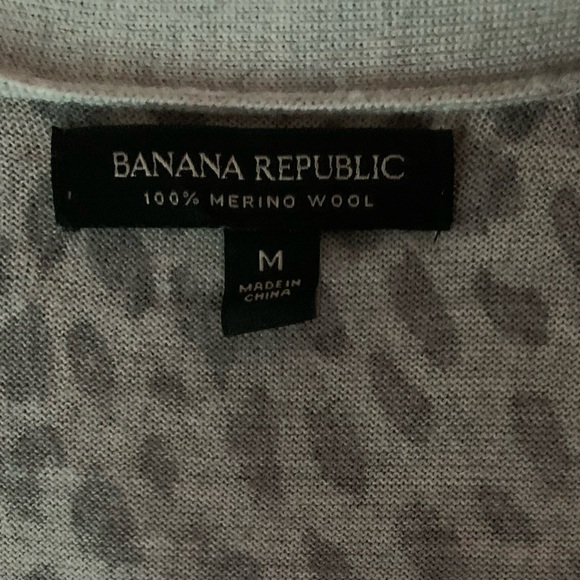 BANANA REPUBLIC
100% MERINO WOOL
M
MADE IN
CHINA